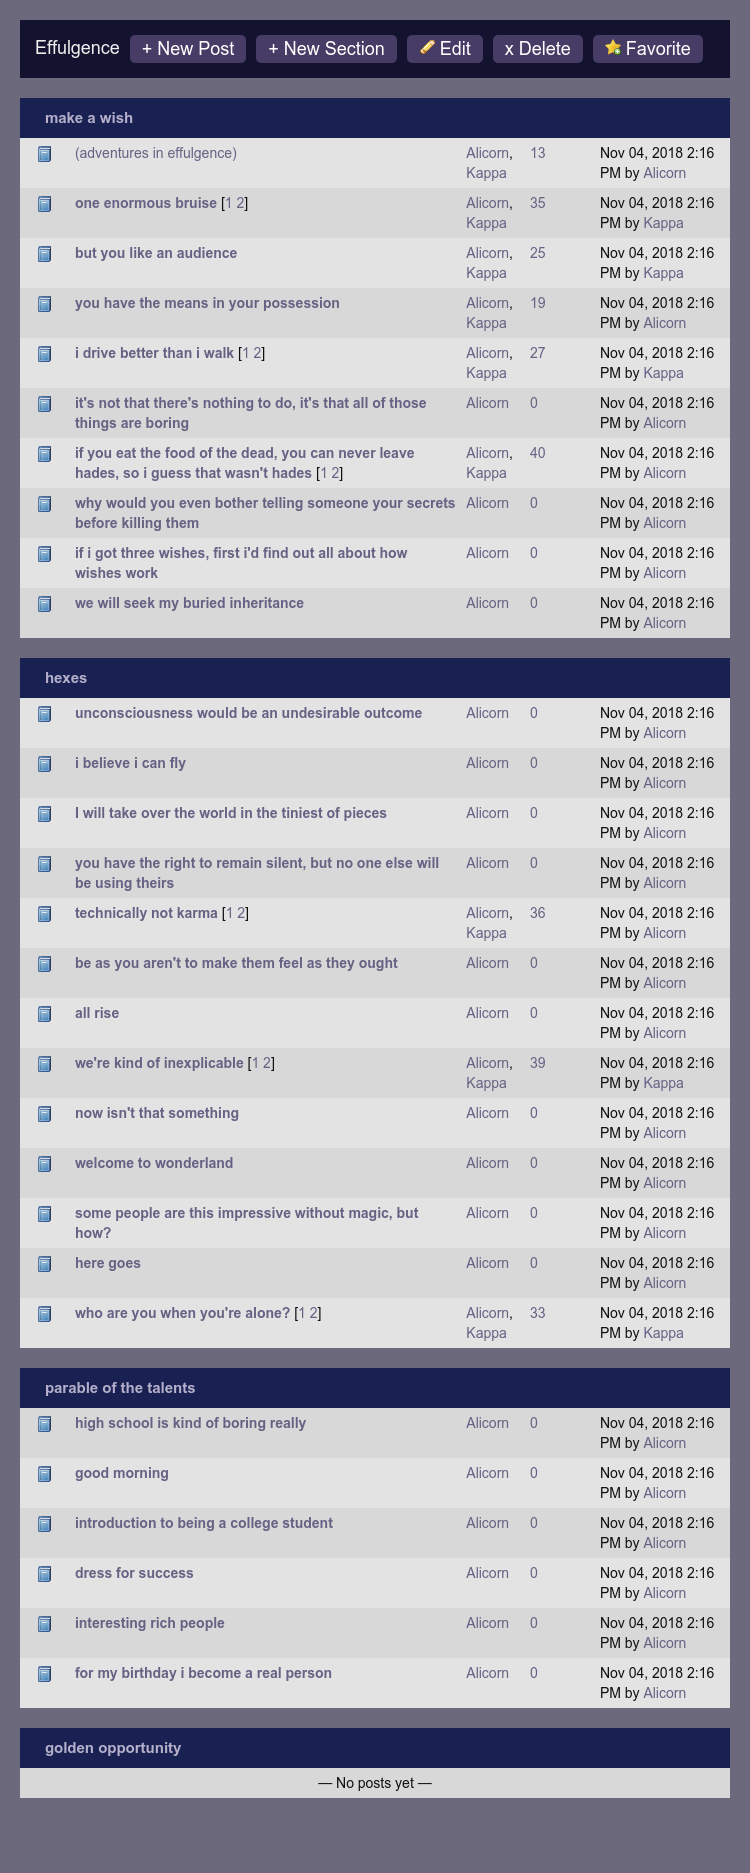 Effulgence + New Post + New Section Edit x Delete Favorite
make a wish
(adventures in effulgence) Alicorn, 13 Nov 04, 2018 2:16
Kappa PM by Alicorn
one enormous bruise [1 2] Alicorn, 35 Nov 04, 2018 2:16
Kappa PM by Kappa
but you like an audience Alicorn, 25 Nov 04, 2018 2:16
Kappa PM by Kappa
you have the means in your possession Alicorn, 19 Nov 04, 2018 2:16
Kappa PM by Alicorn
i drive better than i walk [1 2] Alicorn, 27 Nov 04, 2018 2:16
Kappa PM by Kappa
it's not that there's nothing to do, it's that all of those Alicorn 0 Nov 04, 2018 2:16
things are boring PM by Alicorn
if you eat the food of the dead, you can never leave Alicorn, 40 Nov 04, 2018 2:16
hades, so i guess that wasn't hades [1 2] Kappa PM by Alicorn
why would you even bother telling someone your secrets Alicorn 0 Nov 04, 2018 2:16
before killing them PM by Alicorn
if i got three wishes, first i'd find out all about how Alicorn 0 Nov 04, 2018 2:16
wishes work PM by Alicorn
we will seek my buried inheritance Alicorn 0 Nov 04, 2018 2:16
PM by Alicorn
hexes
unconsciousness would be an undesirable outcome Alicorn 0 Nov 04, 2018 2:16
PM by Alicorn
i believe i can fly Alicorn 0 Nov 04, 2018 2:16
PM by Alicorn
I will take over the world in the tiniest of pieces Alicorn 0 Nov 04, 2018 2:16
PM by Alicorn
you have the right to remain silent, but no one else will Alicorn 0 Nov 04, 2018 2:16
be using theirs PM by Alicorn
technically not karma [1 2] Alicorn, 36 Nov 04, 2018 2:16
Kappa PM by Alicorn
be as you aren't to make them feel as they ought Alicorn 0 Nov 04, 2018 2:16
PM by Alicorn
all rise Alicorn 0 Nov 04, 2018 2:16
PM by Alicorn
we're kind of inexplicable [1 2] Alicorn, 39 Nov 04, 2018 2:16
Kappa PM by Kappa
now isn't that something Alicorn 0 Nov 04, 2018 2:16
PM by Alicorn
welcome to wonderland Alicorn 0 Nov 04, 2018 2:16
PM by Alicorn
some people are this impressive without magic, but Alicorn 0 Nov 04, 2018 2:16
how? PM by Alicorn
here goes Alicorn 0 Nov 04, 2018 2:16
PM by Alicorn
who are you when you're alone? [1 2] Alicorn, 33 Nov 04, 2018 2:16
Kappa PM by Kappa
parable of the talents
high school is kind of boring really Alicorn 0 Nov 04, 2018 2:16
PM by Alicorn
good morning Alicorn 0 Nov 04, 2018 2:16
PM by Alicorn
introduction to being a college student Alicorn 0 Nov 04, 2018 2:16
PM by Alicorn
dress for success Alicorn 0 Nov 04, 2018 2:16
PM by Alicorn
interesting rich people Alicorn 0 Nov 04, 2018 2:16
PM by Alicorn
for my birthday i become a real person Alicorn 0 Nov 04, 2018 2:16
PM by Alicorn
golden opportunity
— No posts yet —